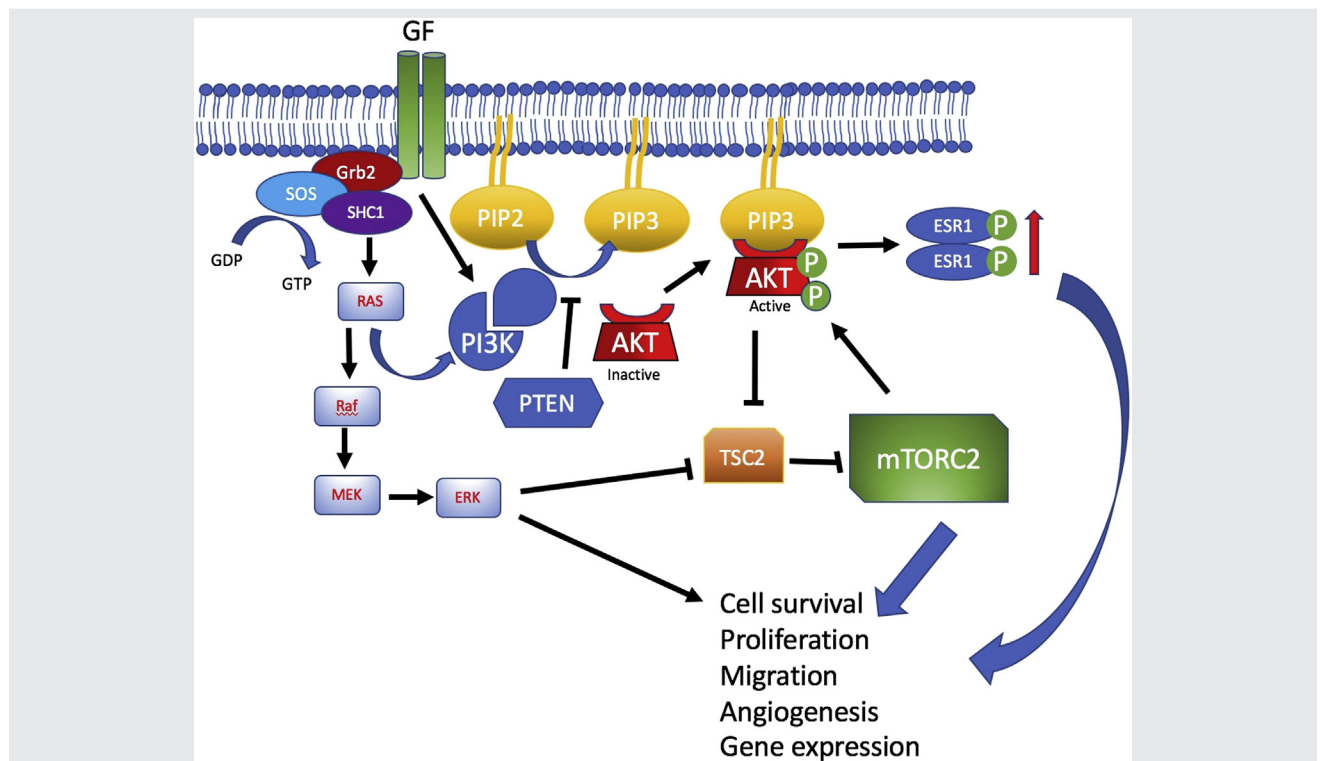 GF
Grb2
SOS
SHC1
PIP2
PIP3
PIP3
ESR1 P
ESR1 P
GDP
GTP
AKT P
P
Active
RAS
PI3K
AKT
Inactive
Raf
PTEN
TSC2
mTORC2
MEK
ERK
Cell survival
Proliferation
Migration
Angiogenesis
Gene expression